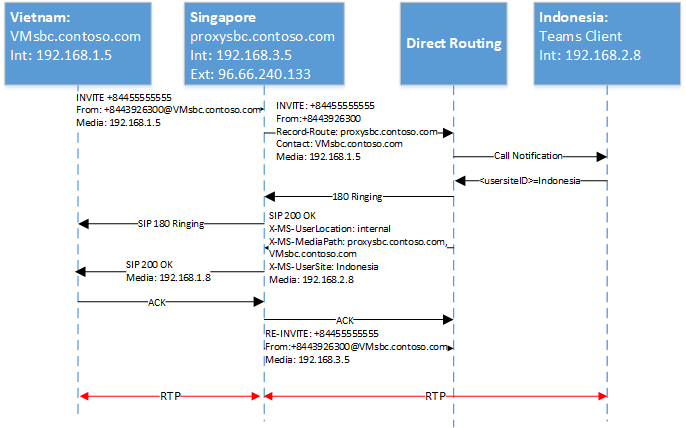 Vietnam:
VMsbc.contoso.com
Int: 192.168.1.5
Singapore
proxysbc.contoso.com
Int: 192.168.3.5
Ext: 96.66.240.133
Direct Routing
Indonesia:
Teams Client
Int: 192.168.2.8
INVITE +84455555555
From: +8443926300@VMsbc.contoso.com
Media: 192.168.1.5
INVITE: +84455555555
From:+8443926300
Record-Route: proxysbc.contoso.com
Contact: VMsbc.contoso.com
Media: 192.168.1.5
Call Notification
<usersiteID>=Indonesia
180 Ringing
SIP 180 Ringing
SIP 200 OK
X-MS-UserLocation: internal
X-MS-MediaPath: proxysbc.contoso.com,
VMsbc.contoso.com
X-MS-UserSite: Indonesia
Media: 192.168.2.8
SIP 200 OK
Media: 192.168.1.8
ACK
ACK
RE-INVITE: +84455555555
From:+8443926300@VMsbc.contoso.com
Media: 192.168.3.5
RTP
RTP